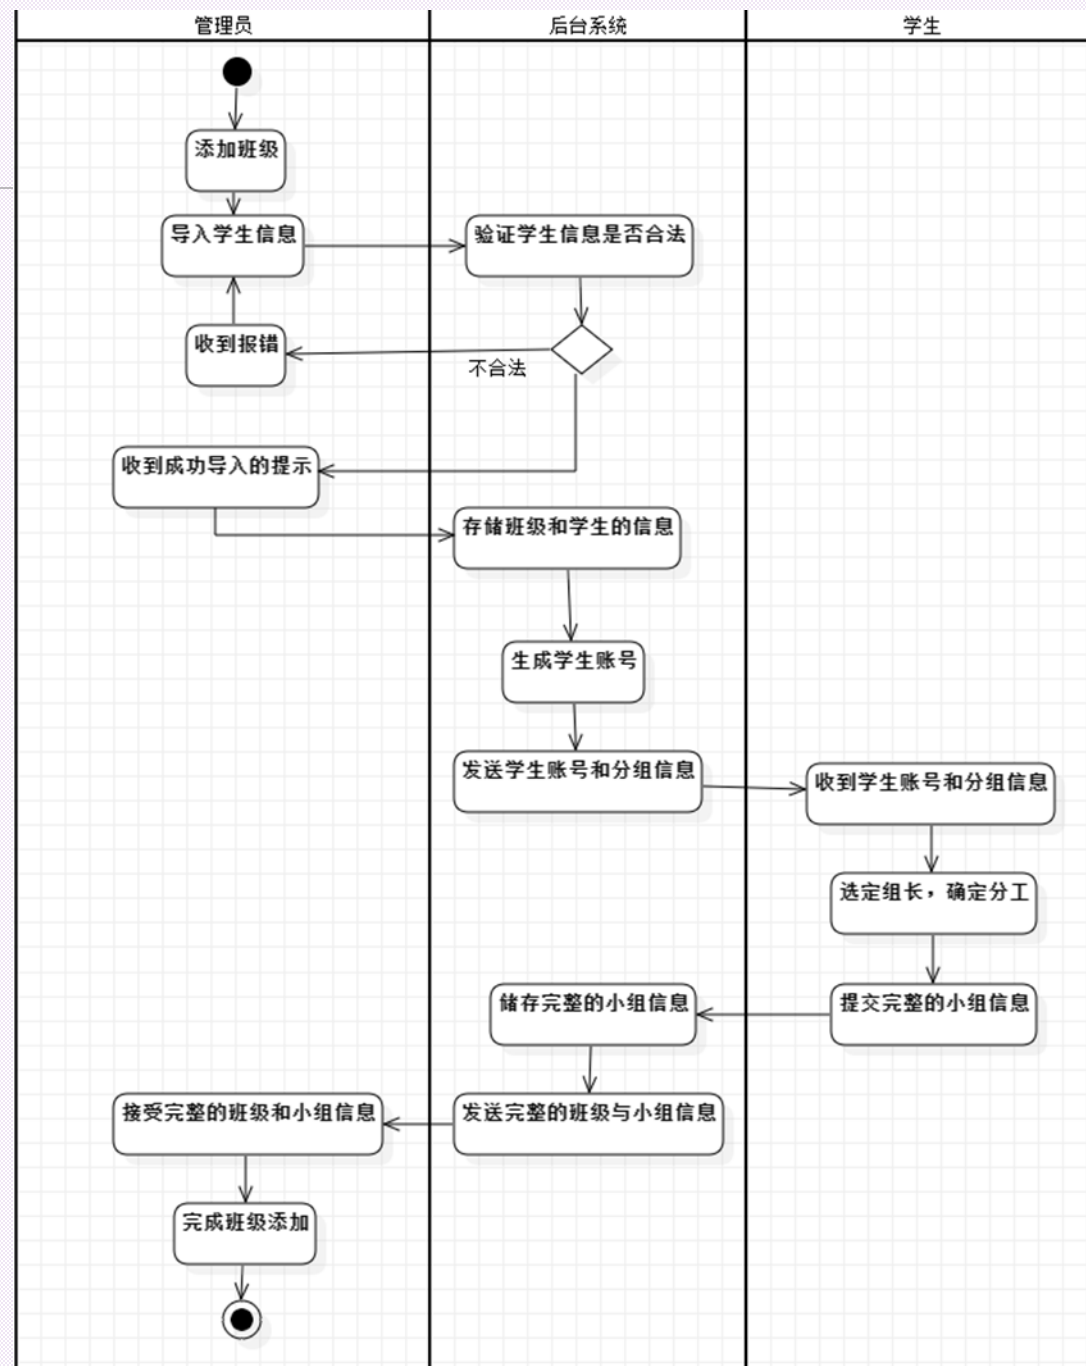 管理员
后台系统
学生
添加班级
导入学生信息
验证学生信息是否合法
收到报错
不合法
收到成功导入的提示
存储班级和学生的信息
生成学生账号
发送学生账号和分组信息
收到学生账号和分组信息
选定组长，确定分工
储存完整的小组信息
提交完整的小组信息
接受完整的班级和小组信息
发送完整的班级与小组信息
完成班级添加